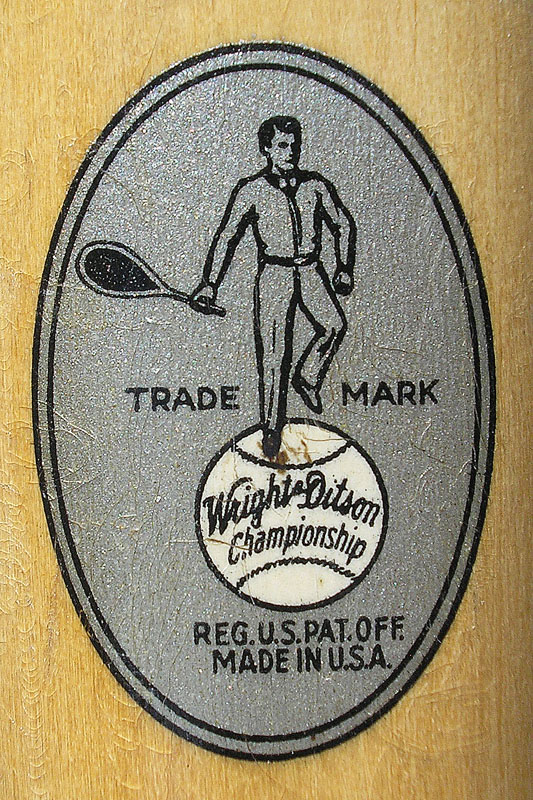 TRADE MARK
Wright & Ditson
Championship
REG. U.S. PAT. OFF.
MADE IN U.S.A.